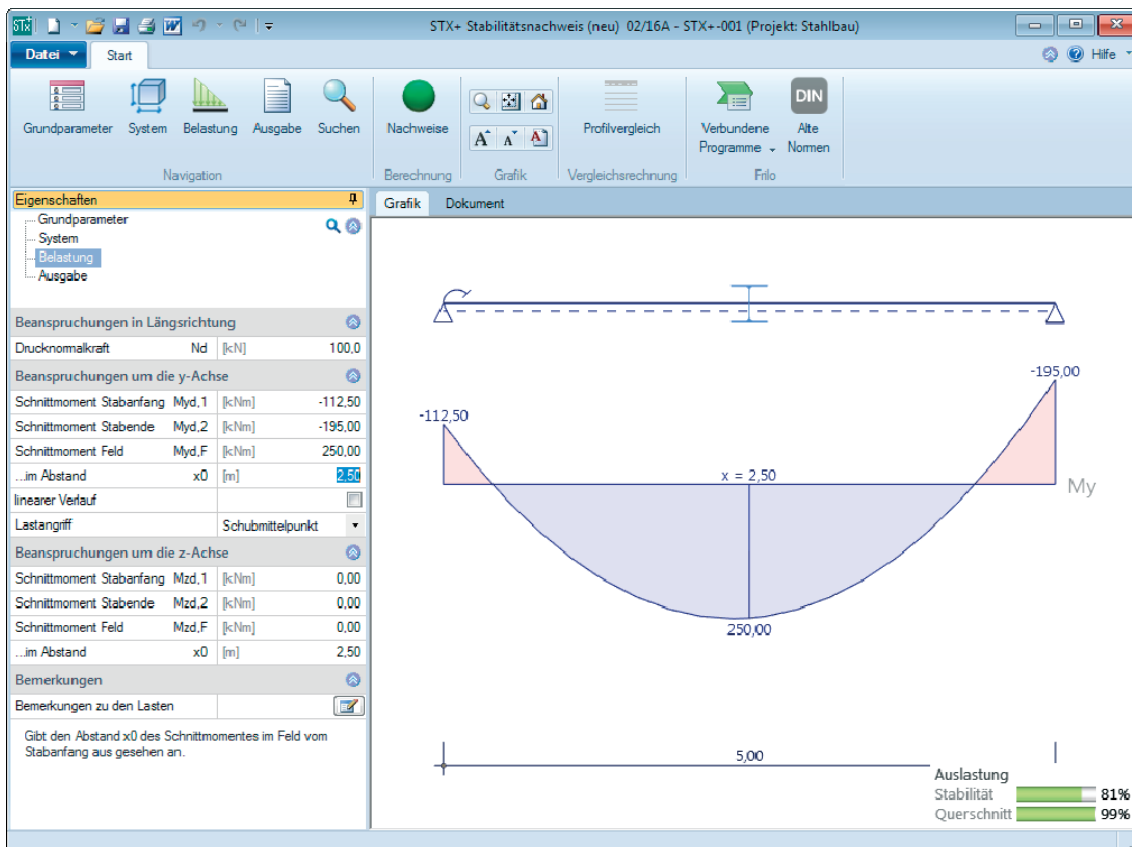 STX+ STX+ Stabilitätsnachweis (neu) 02/16A - STX+-001 (Projekt: Stahlbau)
Datei Start Hilfe
Grundparameter System Belastung Ausgabe Suchen Nachweise Profilvergleich Verbundene Programme DIN Alte Normen
A A A
Navigation Berechnung Grafik Vergleichsrechnung Frilo
Eigenschaften
Grundparameter
System
Belastung
Ausgabe
Beanspruchungen in Längsrichtung
Drucknormalkraft Nd [kN] 100,0
Beanspruchungen um die y-Achse
Schnittmoment Stabanfang Myd,1 [kNm] -112,50
Schnittmoment Stabende Myd,2 [kNm] -195,00
Schnittmoment Feld Myd,F [kNm] 250,00
...im Abstand x0 [m] 2,50
linearer Verlauf
Lastangriff Schubmittelpunkt
Beanspruchungen um die z-Achse
Schnittmoment Stabanfang Mzd,1 [kNm] 0,00
Schnittmoment Stabende Mzd,2 [kNm] 0,00
Schnittmoment Feld Mzd,F [kNm] 0,00
...im Abstand x0 [m] 2,50
Bemerkungen
Bemerkungen zu den Lasten
Gibt den Abstand x0 des Schnittmomentes im Feld vom
Stabanfang aus gesehen an.
Grafik Dokument
-195,00
-112,50
x = 2,50
My
250,00
5,00
Auslastung
Stabilität 81%
Querschnitt 99%